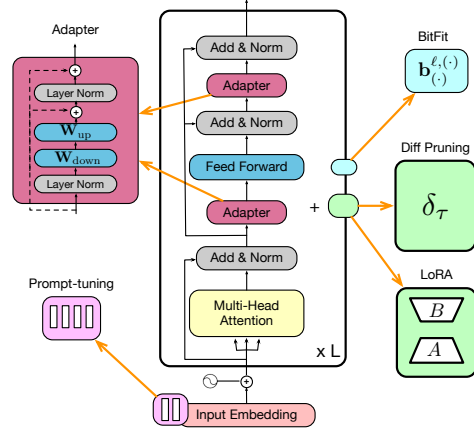 Adapter
Layer Norm
W_up
W_down
Layer Norm
Prompt-tuning
Add & Norm
Adapter
Add & Norm
Feed Forward
Adapter
Add & Norm
Multi-Head
Attention
x L
Input Embedding
+
BitFit
b^{ℓ,(·)}_{(·)}
Diff Pruning
δ_τ
LoRA
B
A